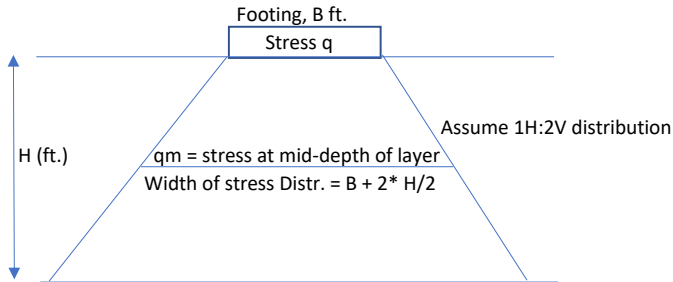 Footing, B ft.
Stress q
Assume 1H:2V distribution
H (ft.)
qm = stress at mid-depth of layer
Width of stress Distr. = B + 2* H/2